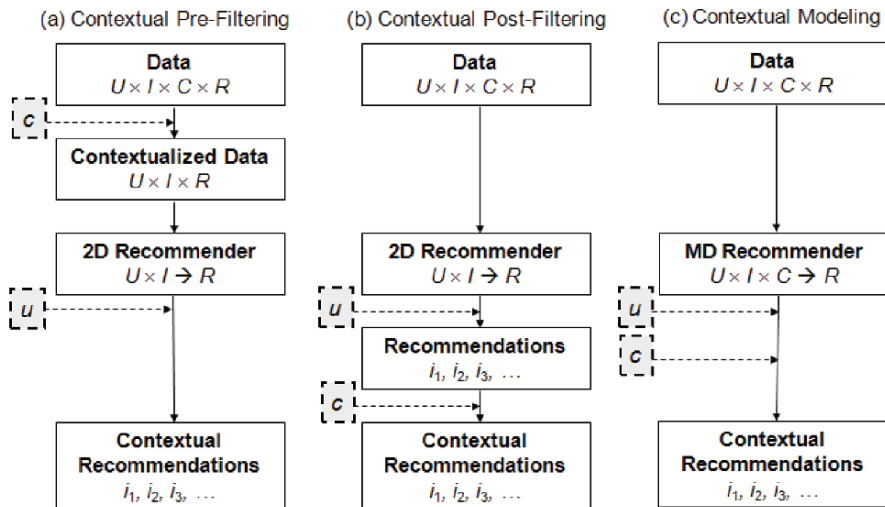 (a) Contextual Pre-Filtering
Data
U × I × C × R
c
Contextualized Data
U × I × R
2D Recommender
U × I → R
u
Contextual
Recommendations
i₁, i₂, i₃, …
(b) Contextual Post-Filtering
Data
U × I × C × R
2D Recommender
U × I → R
u
Recommendations
i₁, i₂, i₃, …
c
Contextual
Recommendations
i₁, i₂, i₃, …
(c) Contextual Modeling
Data
U × I × C × R
MD Recommender
U × I × C → R
u
c
Contextual
Recommendations
i₁, i₂, i₃, …